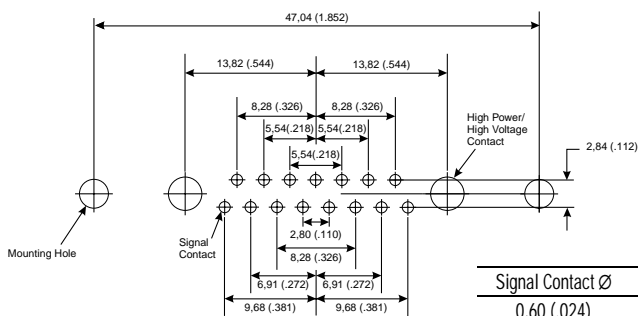 47,04 (1.852)
13,82 (.544)
13,82 (.544)
8,28 (.326)
8,28 (.326)
High Power/
High Voltage
Contact
5,54(.218)
5,54(.218)
2,84 (.112)
5,54(.218)
Mounting Hole
Signal
Contact
2,80 (.110)
8,28 (.326)
6,91 (.272)
6,91 (.272)
9,68 (.381)
9,68 (.381)
Signal Contact Ø
0,60 (.024)